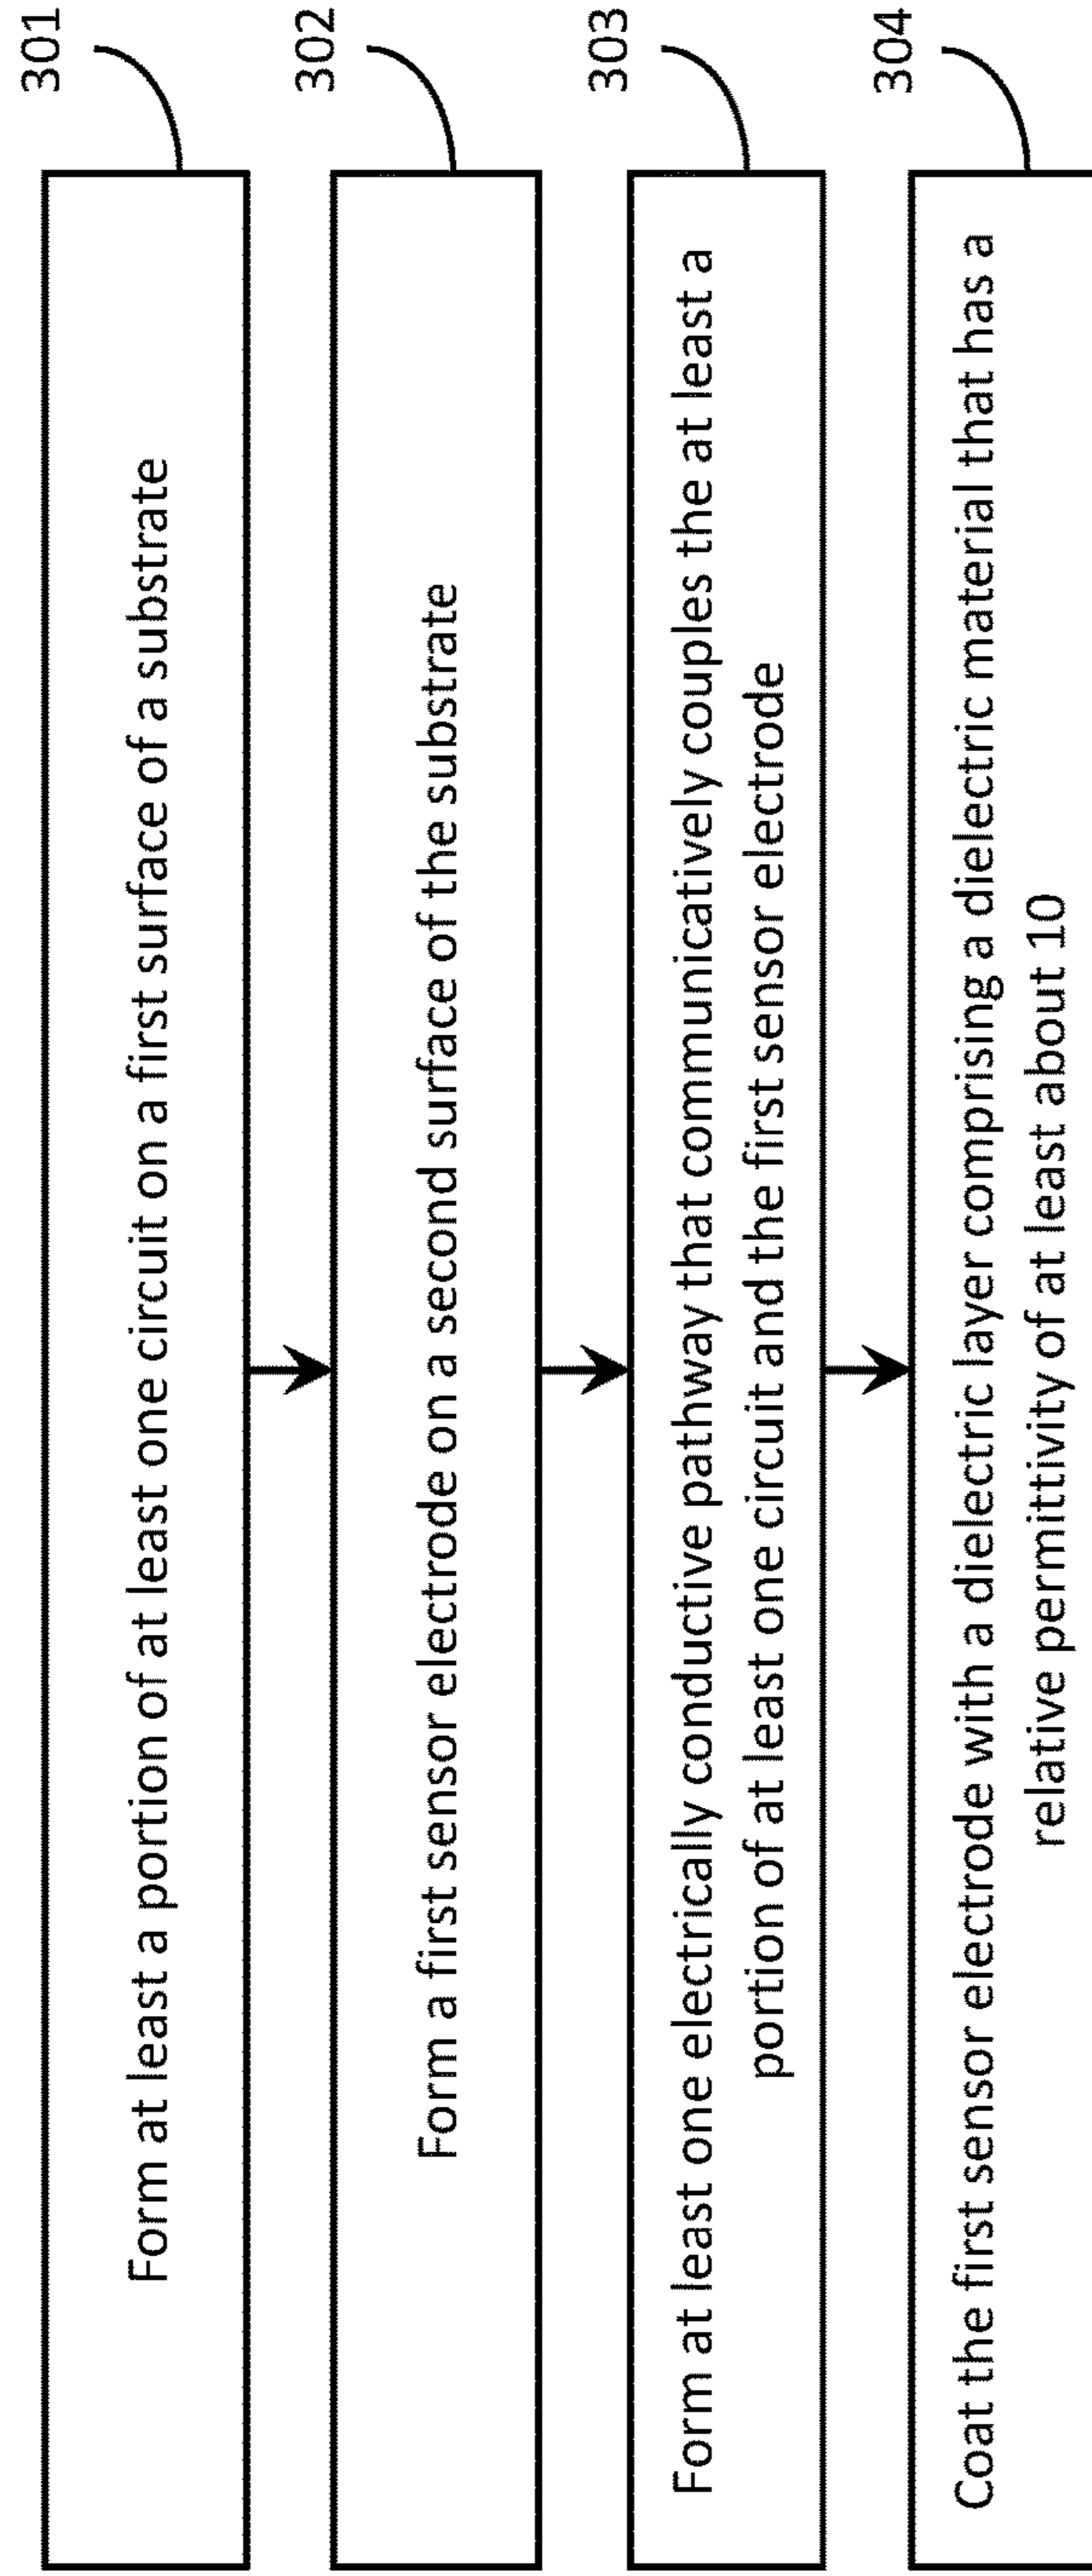 301
Form at least a portion of at least one circuit on a first surface of a substrate
302
Form a first sensor electrode on a second surface of the substrate
303
Form at least one electrically conductive pathway that communicatively couples the at least a
portion of at least one circuit and the first sensor electrode
304
Coat the first sensor electrode with a dielectric layer comprising a dielectric material that has a
relative permittivity of at least about 10